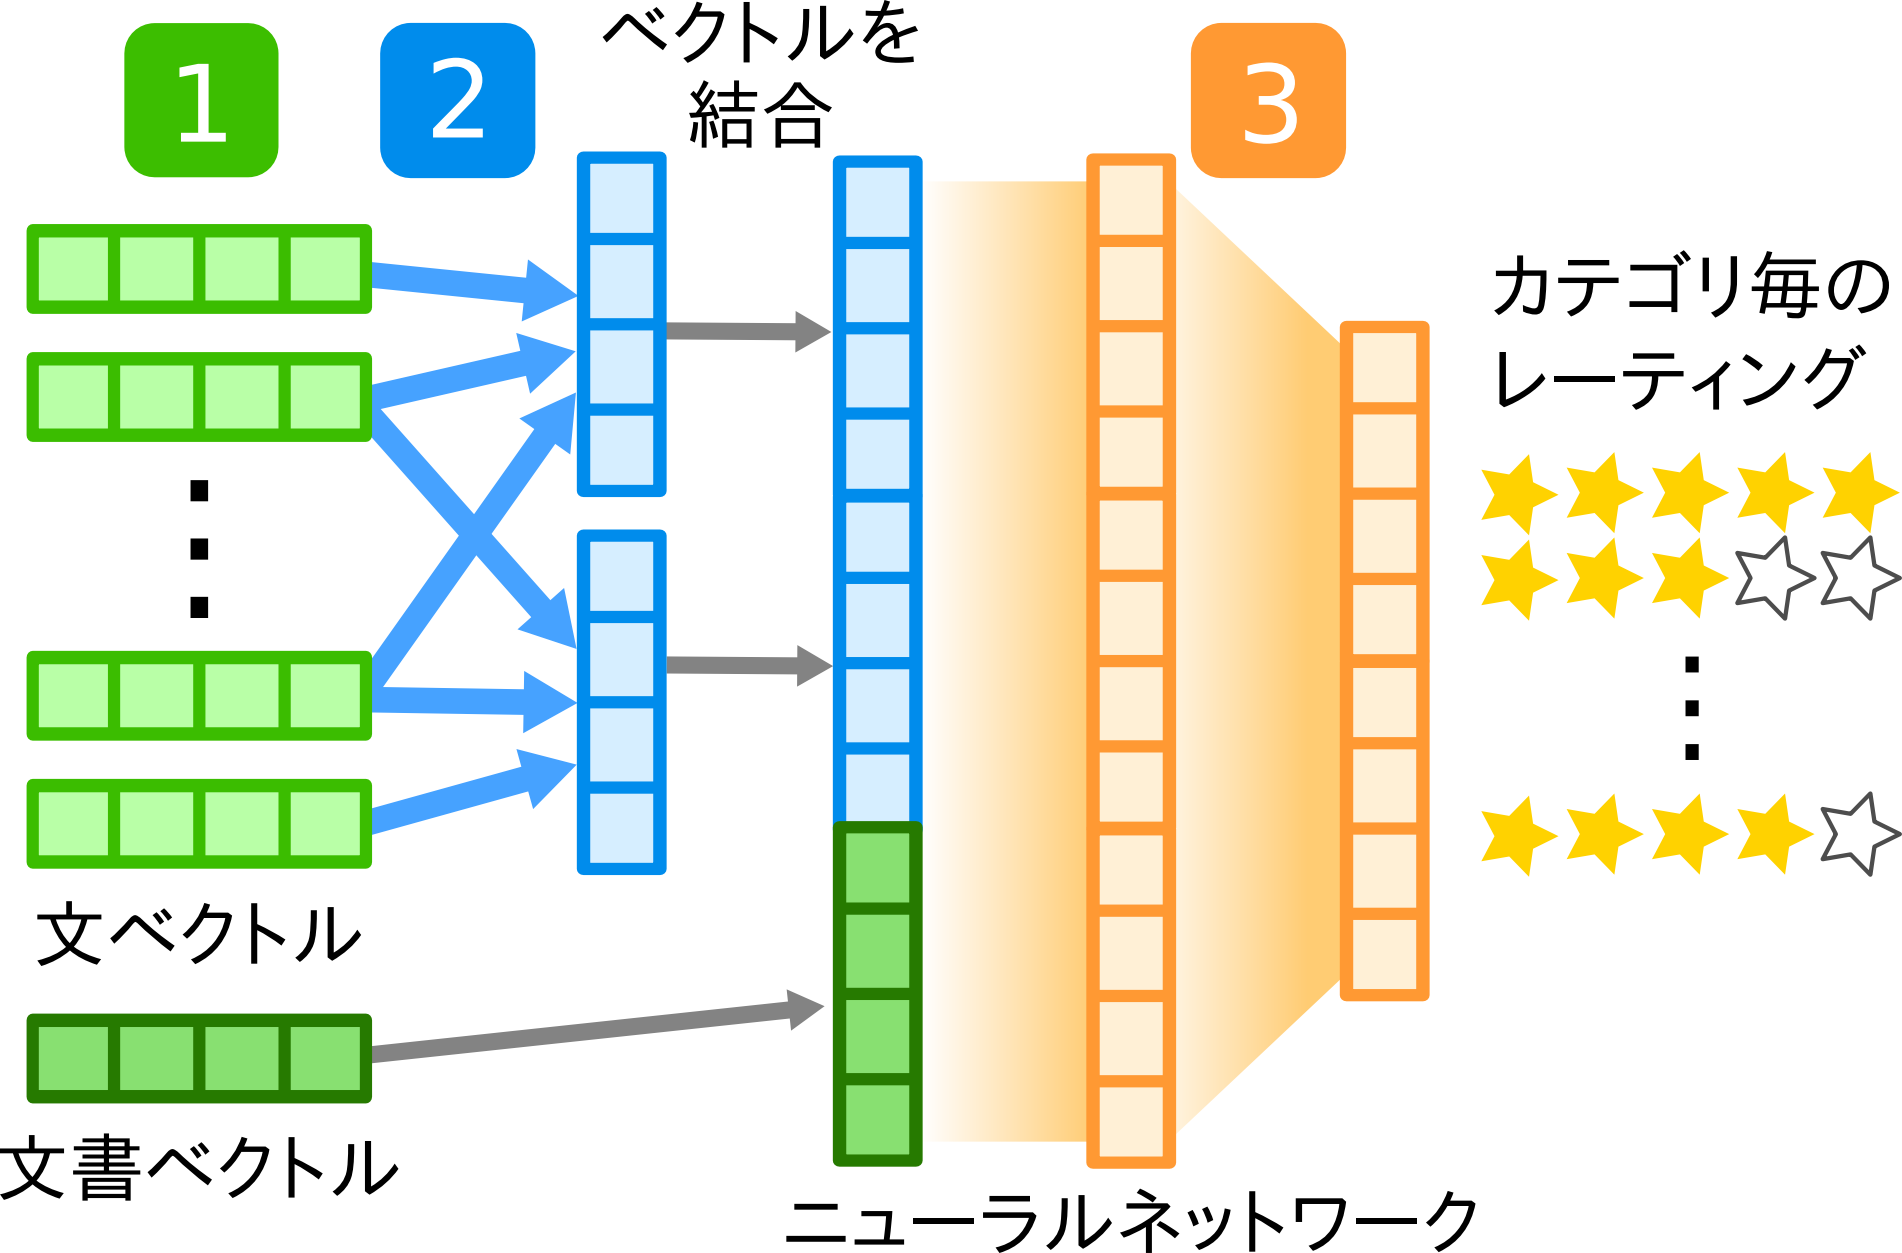 1
2
ベクトルを
結合
3
カテゴリ毎の
レーティング
文ベクトル
文書ベクトル
ニューラルネットワーク